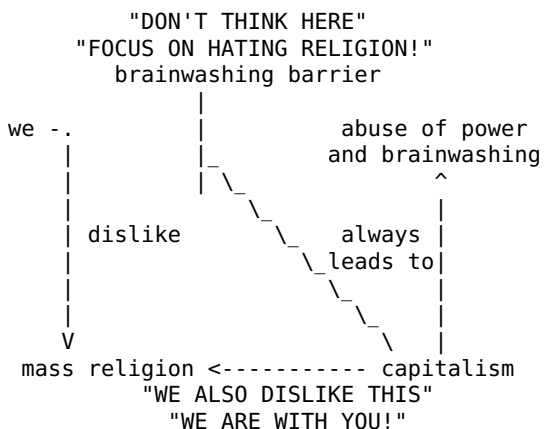 "DON'T THINK HERE"
"FOCUS ON HATING RELIGION!"
brainwashing barrier
we
abuse of power
and brainwashing
dislike
always
leads to
mass religion
capitalism
"WE ALSO DISLIKE THIS"
"WE ARE WITH YOU!"